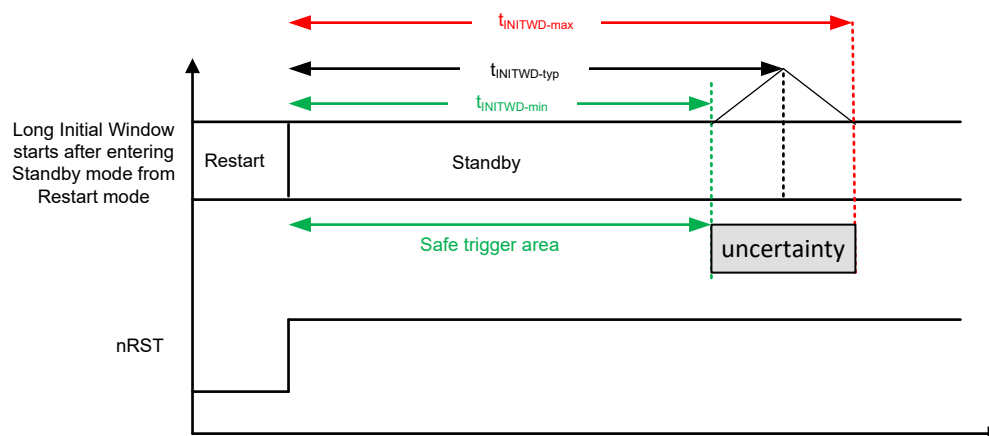 tINITWD-max
tINITWD-typ
tINITWD-min
Long Initial Window
starts after entering
Standby mode from
Restart mode
Restart
Standby
Safe trigger area
uncertainty
nRST